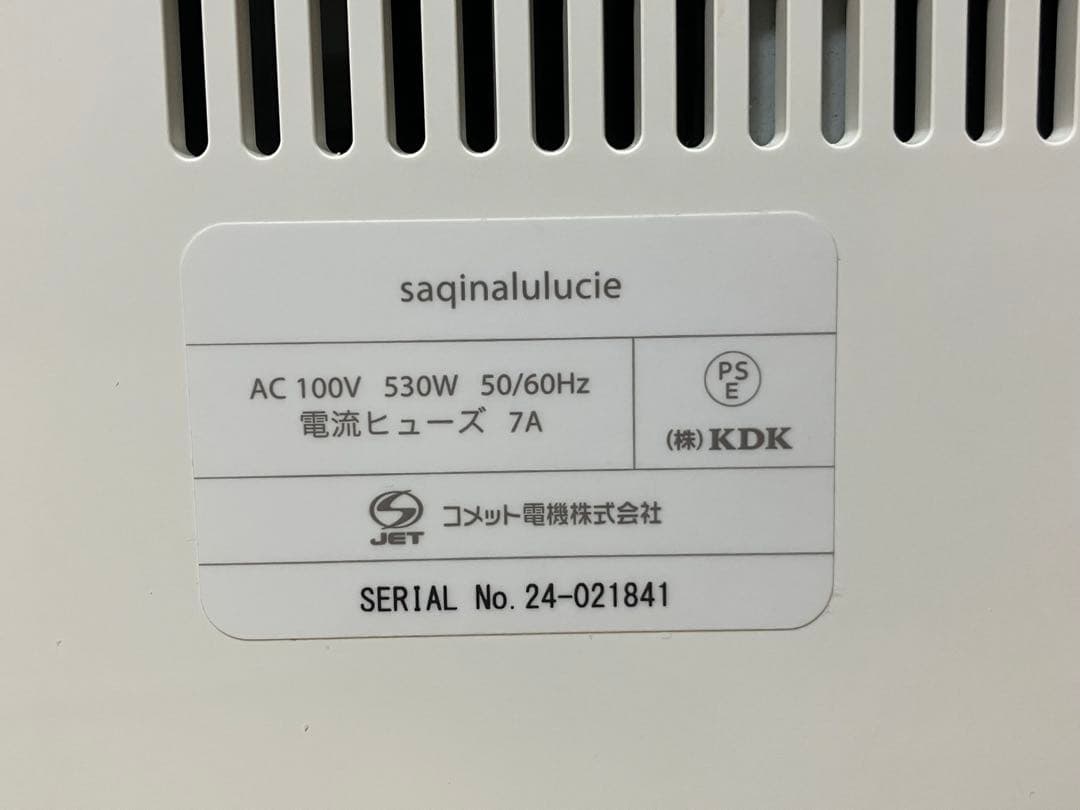 saqinalulucie
AC 100V 530W 50/60Hz
電流ヒューズ 7A
PS
E
(株)KDK
JET コメット電機株式会社
SERIAL No. 24-021841